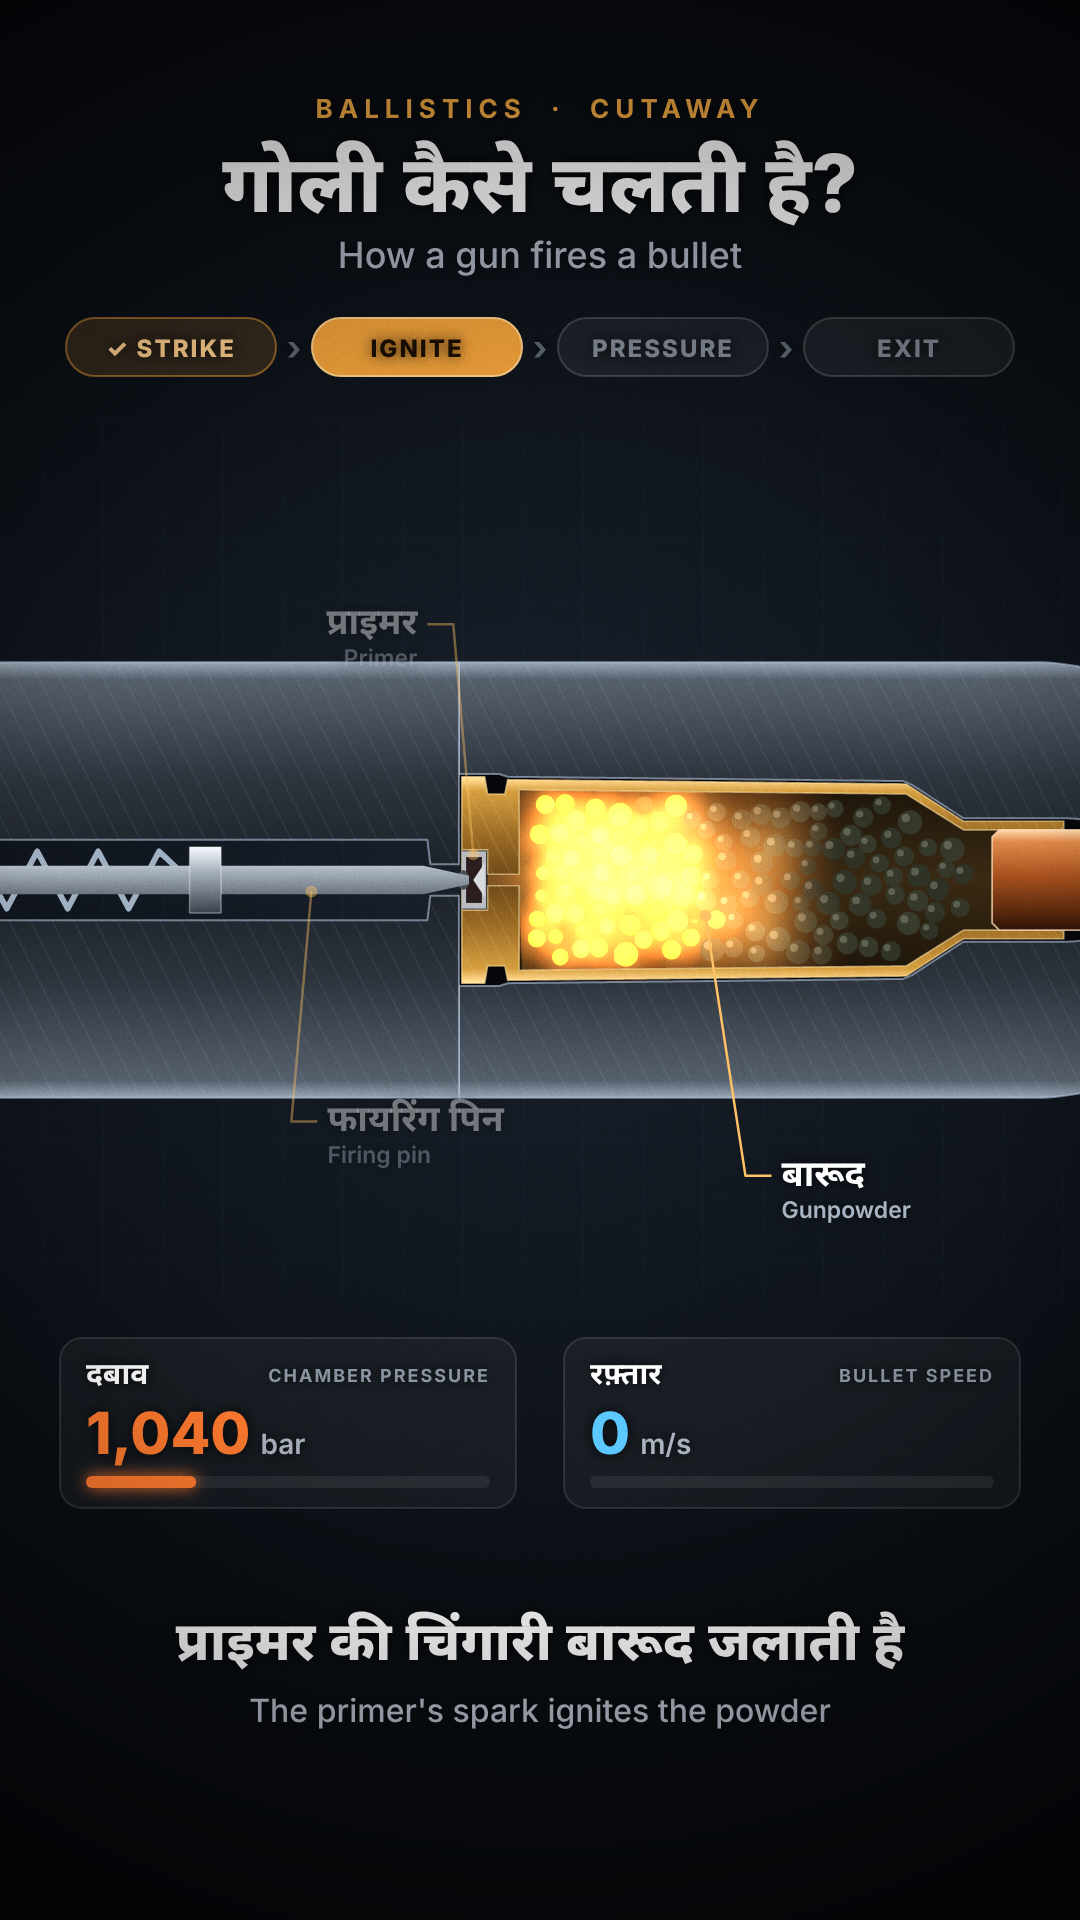 BALLISTICS · CUTAWAY
गोली कैसे चलती है?
How a gun fires a bullet
✓ STRIKE › IGNITE › PRESSURE › EXIT
प्राइमर
Primer
फायरिंग पिन
Firing pin
बारूद
Gunpowder
दबाव CHAMBER PRESSURE
1,040 bar
रफ़्तार BULLET SPEED
0 m/s
प्राइमर की चिंगारी बारूद जलाती है
The primer's spark ignites the powder